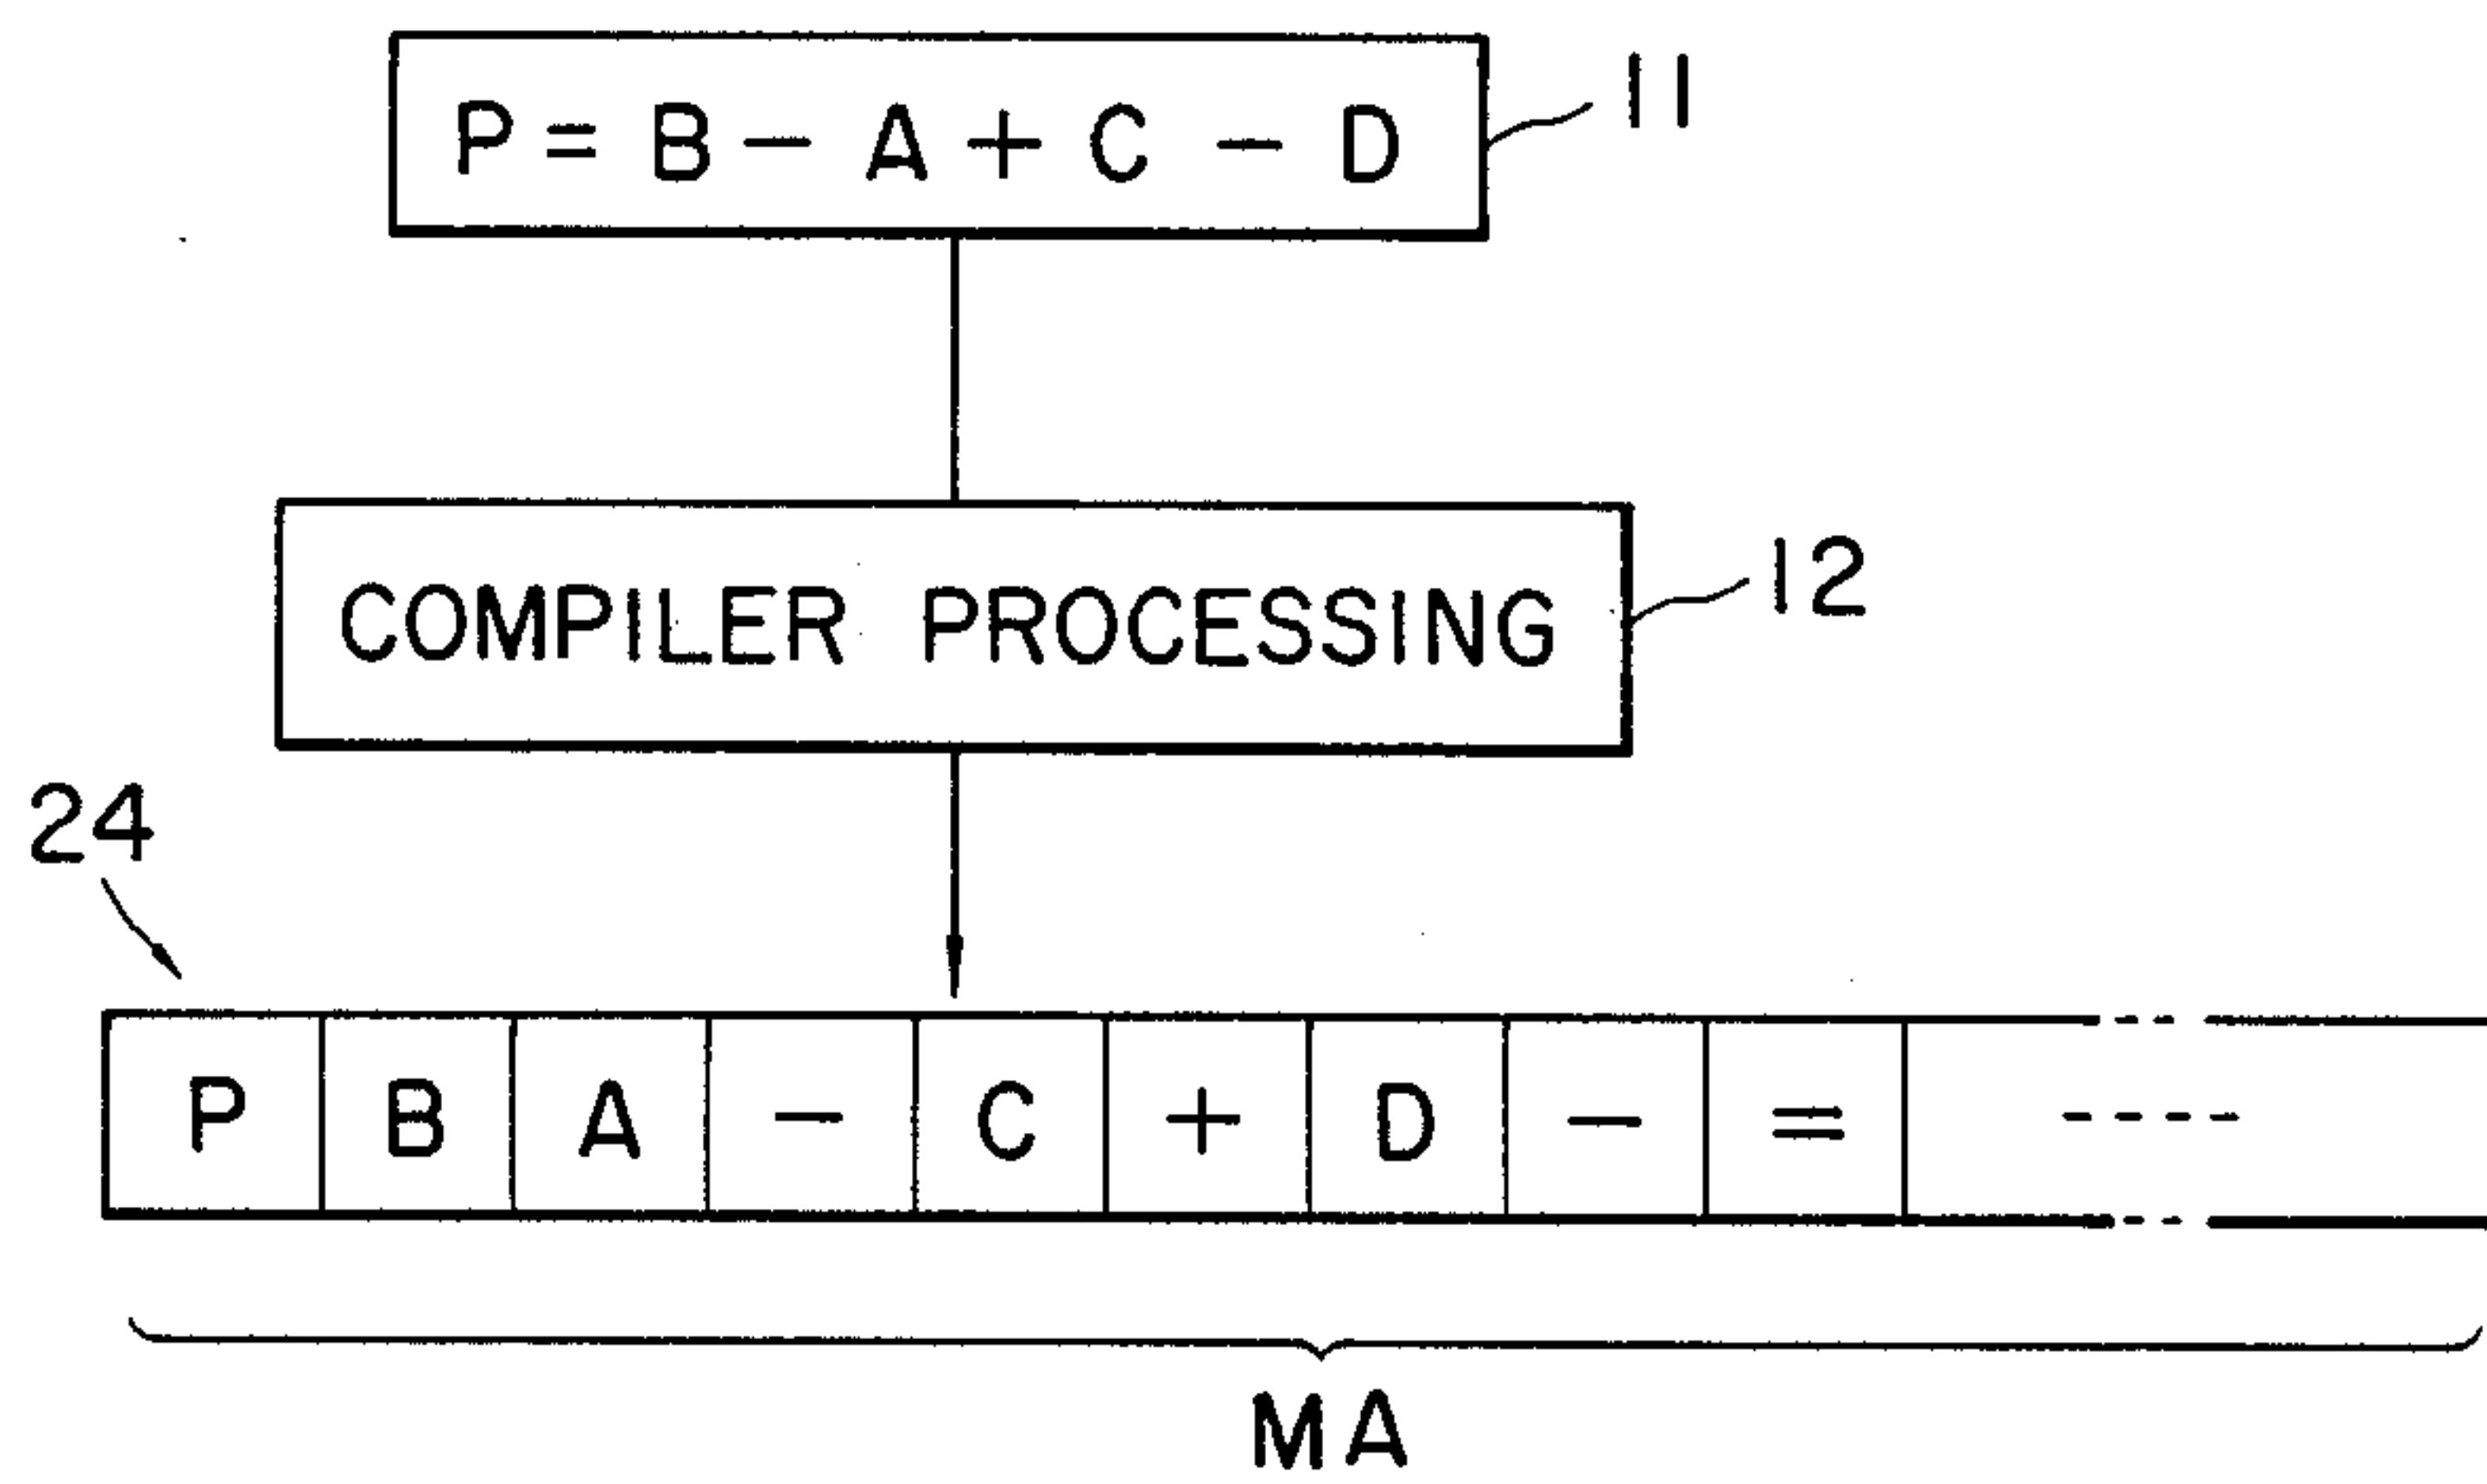 P = B − A + C − D
11
COMPILER PROCESSING
12
24
P B A − C + D − = ----
MA